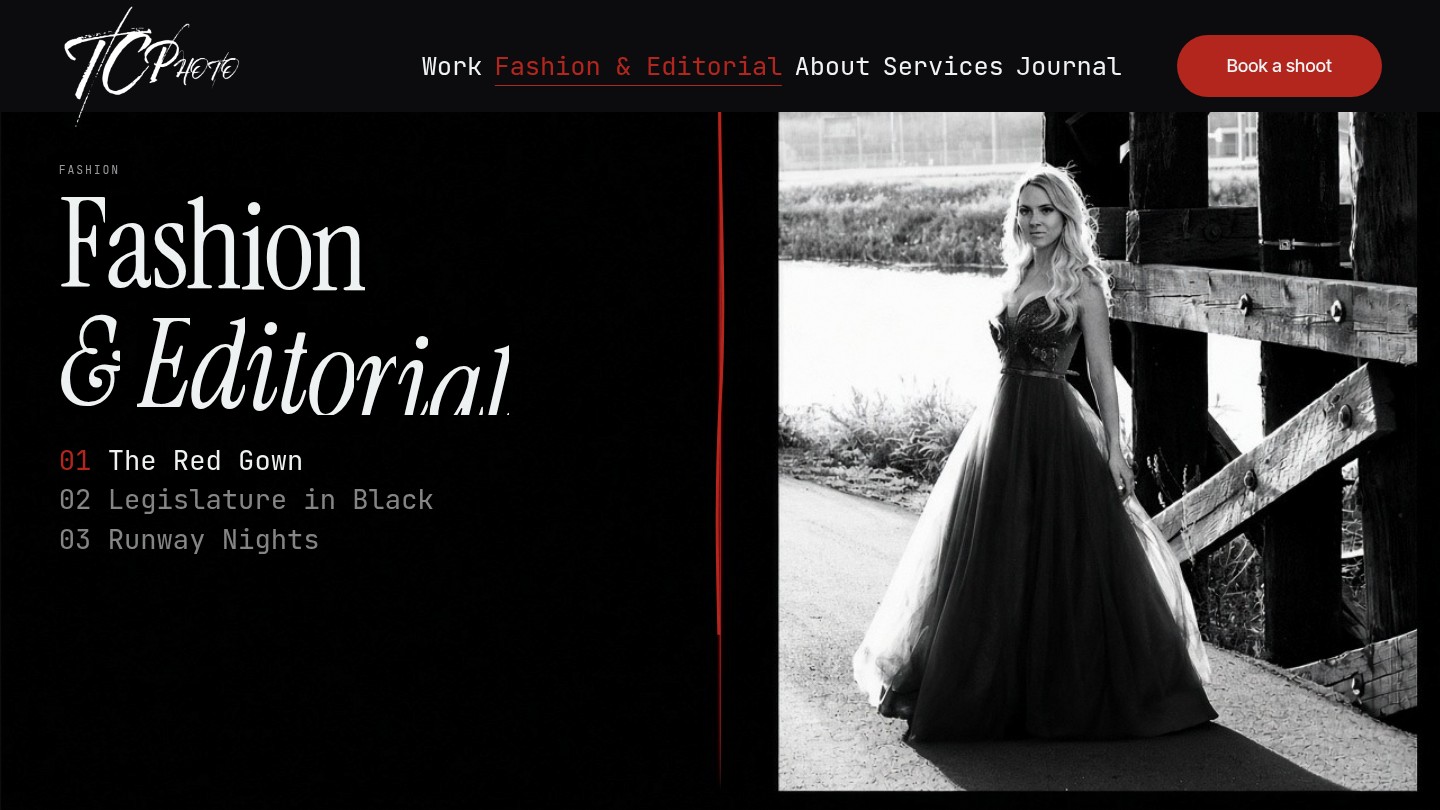 TCPHOTO
Work Fashion & Editorial About Services Journal
Book a shoot
FASHION
Fashion
& Editorial
01 The Red Gown
02 Legislature in Black
03 Runway Nights